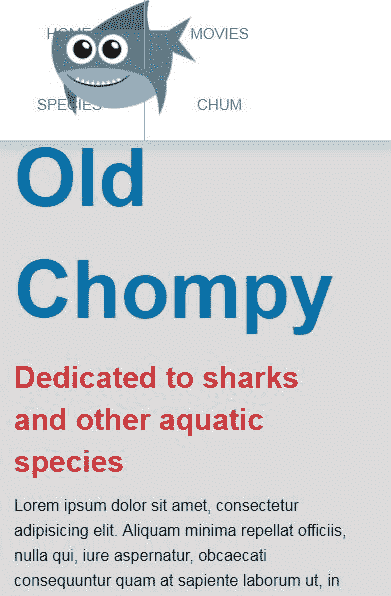 HOME MOVIES
SPECIES CHUM
Old
Chompy
Dedicated to sharks
and other aquatic
species
Lorem ipsum dolor sit amet, consectetur
adipisicing elit. Aliquam minima repellat officiis,
nulla qui, iure aspernatur, obcaecati
consequuntur quam at sapiente laborum ut, in